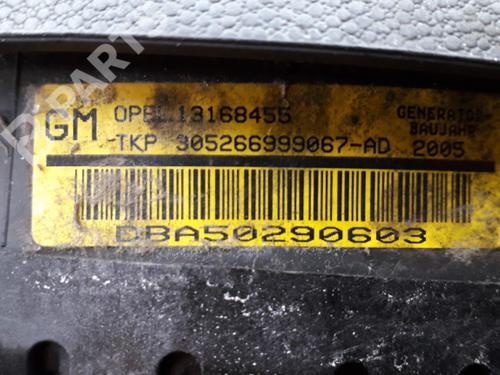 GM OPEL 13168455 GENERATOR-
BAUJAHR
TKP 305266999067-AD 2005
DBA50290603